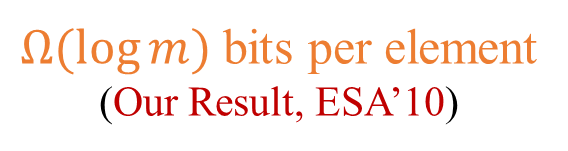 Ω(log m) bits per element
(Our Result, ESA’10)